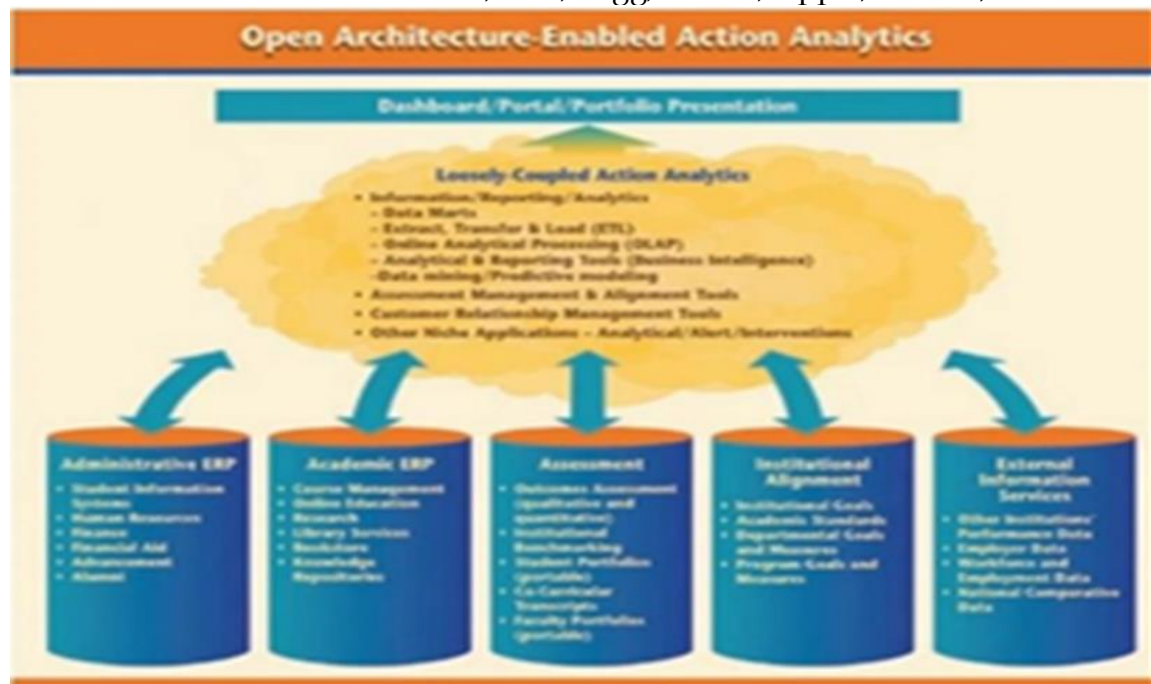 Open Architecture-Enabled Action Analytics
Dashboard/Portal/Portfolio Presentation
Loosely-Coupled Action Analytics
• Information/Reporting/Analytics
– Data Marts
– Extract, Transfer & Load (ETL)
– Online Analytical Processing (OLAP)
– Analytical & Reporting Tools (Business Intelligence)
-Data mining/Predictive modeling
• Assessment Management & Alignment Tools
• Customer Relationship Management Tools
• Other Niche Applications – Analytical/Alert/Interventions
Administrative ERP
• Student Information
Systems
• Human Resources
• Finance
• Financial Aid
• Advancement
• Alumni
Academic ERP
• Course Management
• Online Education
• Research
• Library Services
• Bookstore
• Knowledge
Repositories
Assessment
• Outcomes Assessment
(qualitative and
quantitative)
• Institutional
Benchmarking
• Student Portfolios
(portable)
• Co-Curricular
Transcripts
• Faculty Portfolios
(portable)
Institutional
Alignment
• Institutional Goals
• Academic Standards
• Departmental Goals
and Measures
• Program Goals and
Measures
External
Information
Services
• Other Institutions'
Performance Data
• Employer Data
• Workforce and
Employment Data
• National Comparative
Data